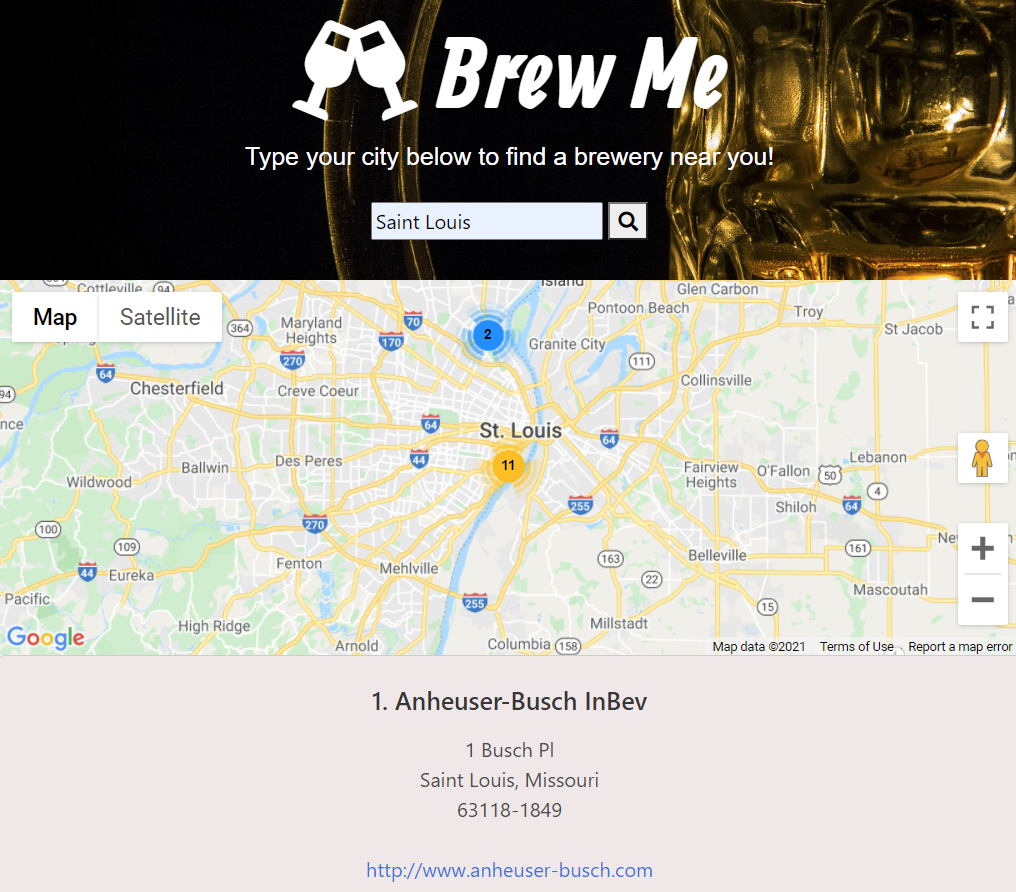 Brew Me
Type your city below to find a brewery near you!
Saint Louis
Map
Satellite
Cottleville
94
Island
Glen Carbon
Pontoon Beach
Troy
St Jacob
364
Maryland
Heights
70
170
2
Granite City
270
111
64
Chesterfield
Creve Coeur
Collinsville
94
64
St. Louis
64
44
11
Ballwin
Des Peres
Wildwood
Fairview
Heights
O'Fallon
50
Lebanon
4
64
255
Shiloh
100
270
109
161
163
Belleville
44
Eureka
Fenton
Mehlville
22
Mascoutah
Pacific
255
15
High Ridge
Millstadt
Arnold
Columbia
158
Google
Map data ©2021
Terms of Use
Report a map error
1. Anheuser-Busch InBev
1 Busch Pl
Saint Louis, Missouri
63118-1849
http://www.anheuser-busch.com